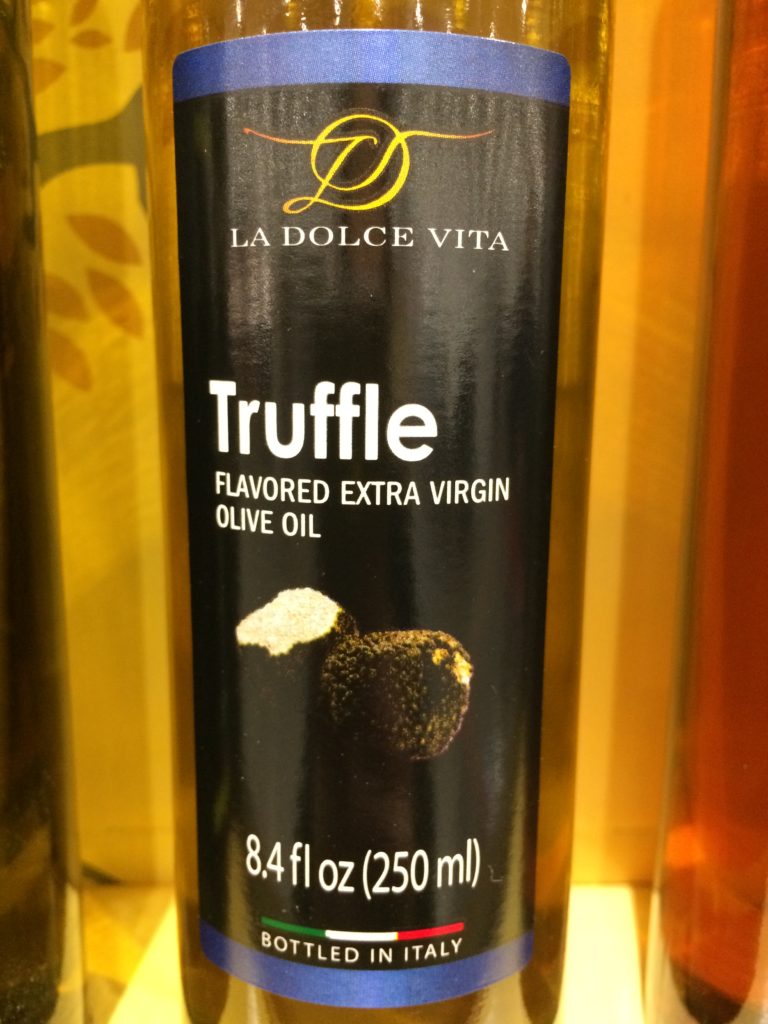 LA DOLCE VITA
Truffle
FLAVORED EXTRA VIRGIN
OLIVE OIL
8.4 fl oz (250 ml)
BOTTLED IN ITALY